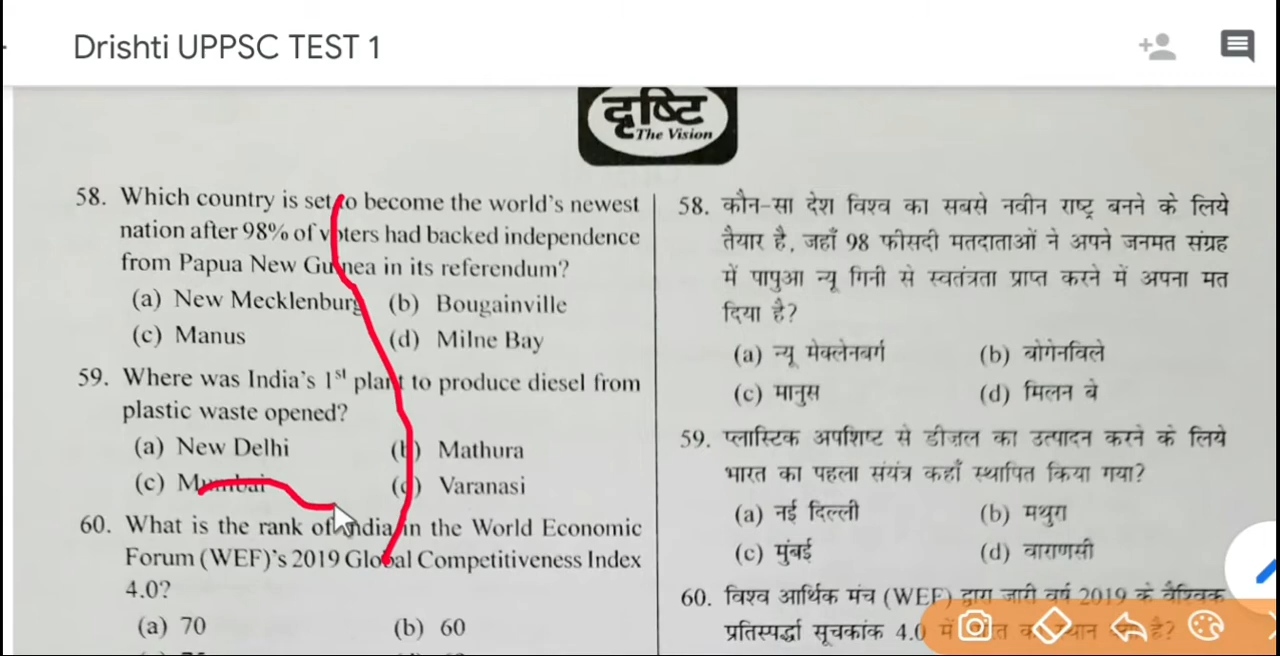 Drishti UPPSC TEST 1
दृष्टि
The Vision
58. Which country is set to become the world's newest
nation after 98% of voters had backed independence
from Papua New Guinea in its referendum?
(a) New Mecklenburg (b) Bougainville
(c) Manus (d) Milne Bay
59. Where was India's 1st plant to produce diesel from
plastic waste opened?
(a) New Delhi (b) Mathura
(c) Mumbai (d) Varanasi
60. What is the rank of India in the World Economic
Forum (WEF)'s 2019 Global Competitiveness Index
4.0?
(a) 70 (b) 60
58. कौन-सा देश विश्व का सबसे नवीन राष्ट्र बनने के लिये
तैयार है, जहाँ 98 फीसदी मतदाताओं ने अपने जनमत संग्रह
में पापुआ न्यू गिनी से स्वतंत्रता प्राप्त करने में अपना मत
दिया है?
(a) न्यू मेक्लेनबर्ग (b) बोगेनविले
(c) मानुस (d) मिलन बे
59. प्लास्टिक अपशिष्ट से डीज़ल का उत्पादन करने के लिये
भारत का पहला संयंत्र कहाँ स्थापित किया गया?
(a) नई दिल्ली (b) मथुरा
(c) मुंबई (d) वाराणसी
60. विश्व आर्थिक मंच (WEF) द्वारा जारी वर्ष 2019 के वैश्विक
प्रतिस्पर्द्धा सूचकांक 4.0 में स्थान है?